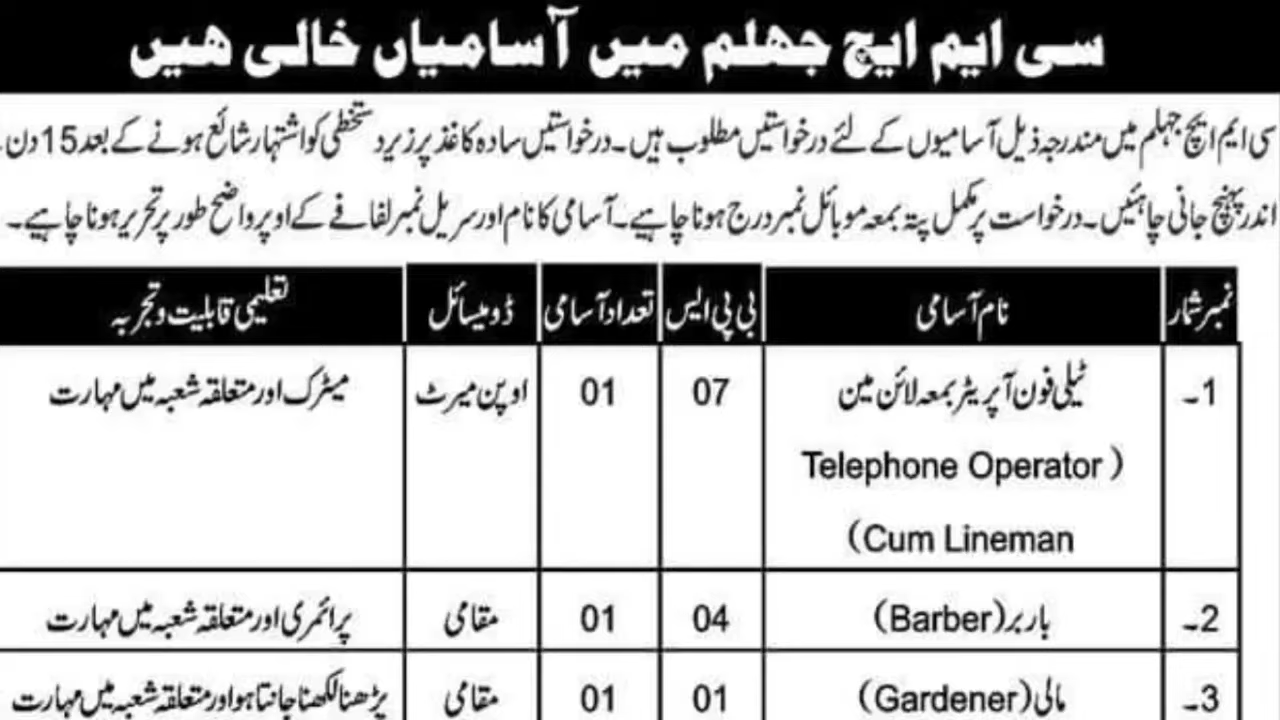 سی ایم ایچ جھلم میں آسامیاں خالی ھیں
سی ایم ایچ جہلم میں مندرجہ ذیل آسامیوں کے لئے درخواستیں مطلوب ہیں۔ درخواستیں سادہ کاغذ پر زیر دستخطی کو اشتہار شائع ہونے کے بعد 15 دن کے
اندر پہنچ جانی چاہئیں۔ درخواست پر مکمل پتہ بمعہ موبائل نمبر درج ہونا چاہیے۔ آسامی کا نام اور سریل نمبر لفافے کے اوپر واضح طور پر تحریر ہونا چاہیے۔
نمبر شمار نام آسامی بی پی ایس تعداد آسامی ڈومیسائل تعلیمی قابلیت و تجربہ
1۔ ٹیلی فون آپریٹر بمعہ لائن مین 07 01 اوپن میرٹ میٹرک اور متعلقہ شعبہ میں مہارت
Telephone Operator )
(Cum Lineman
2۔ باربر (Barber) 04 01 مقامی پرائمری اور متعلقہ شعبہ میں مہارت
3۔ مالی (Gardener) 01 01 مقامی پڑھنا لکھنا جانتا ہو اور متعلقہ شعبہ میں مہارت